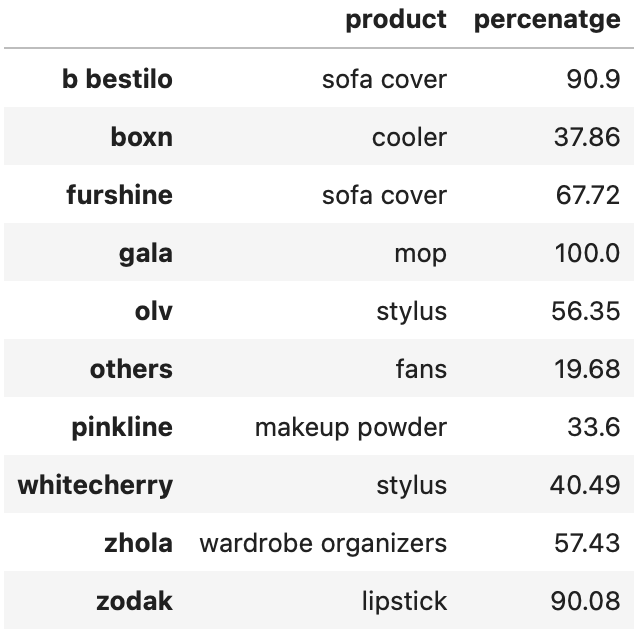 product percenatge
b bestilo sofa cover 90.9
boxn cooler 37.86
furshine sofa cover 67.72
gala mop 100.0
olv stylus 56.35
others fans 19.68
pinkline makeup powder 33.6
whitecherry stylus 40.49
zhola wardrobe organizers 57.43
zodak lipstick 90.08